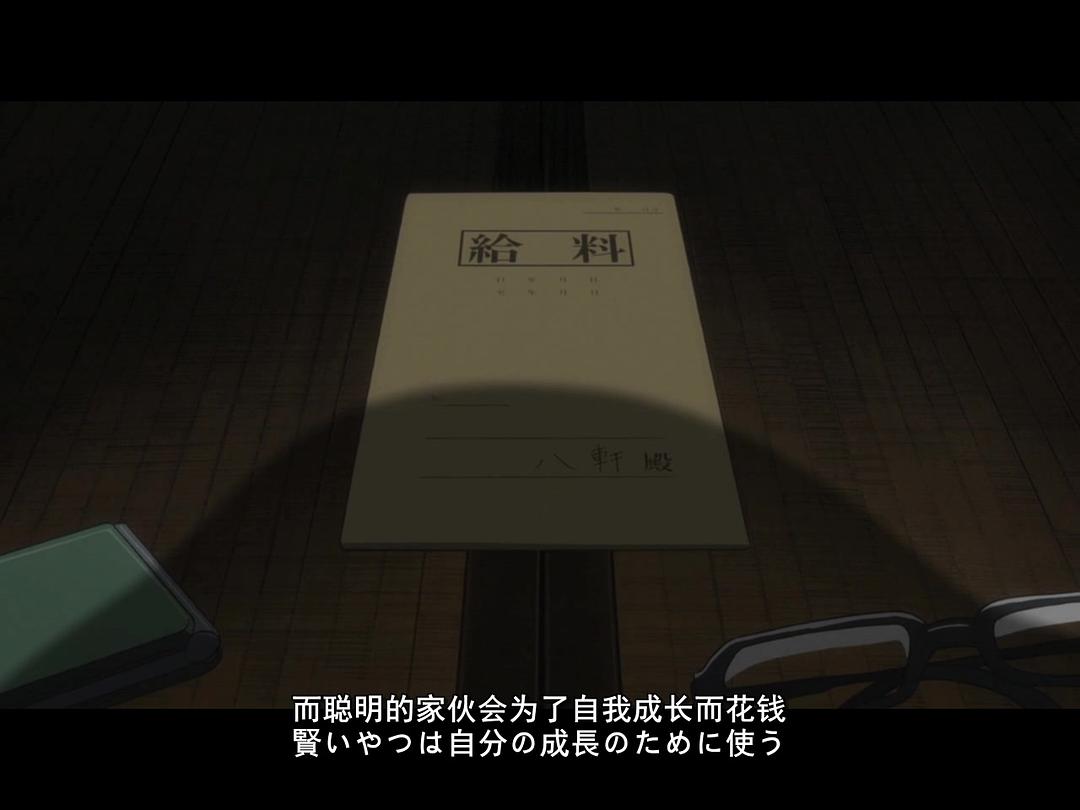 給料
八軒 殿
而聪明的家伙会为了自我成长而花钱
賢いやつは自分の成長のために使う